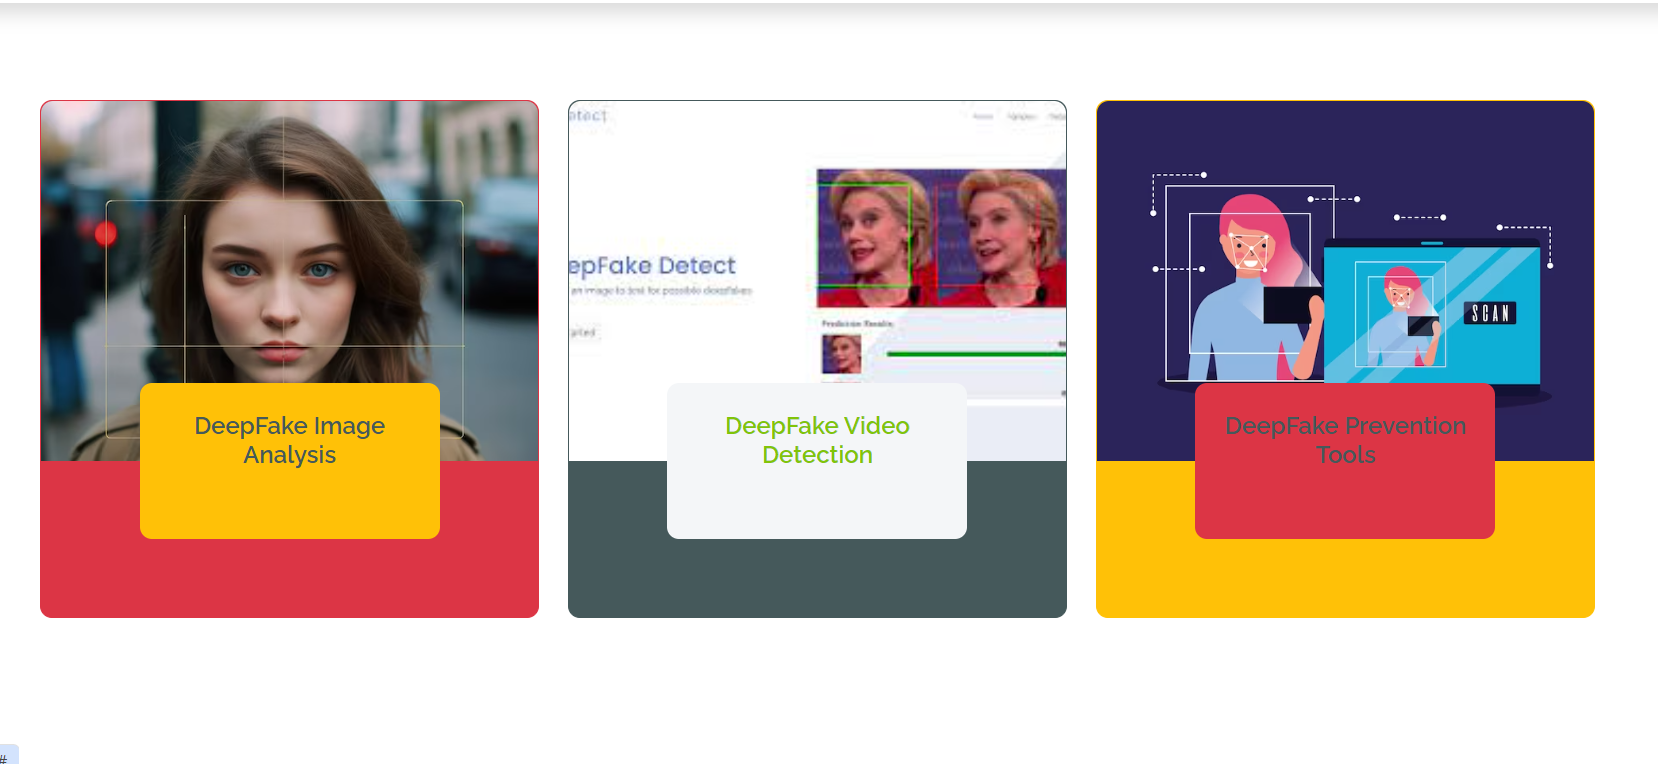 DeepFake Image
Analysis
etect
epFake Detect
an image to test for possible deepfakes
arted
Prediction Results
DeepFake Video
Detection
SCAN
DeepFake Prevention
Tools
#